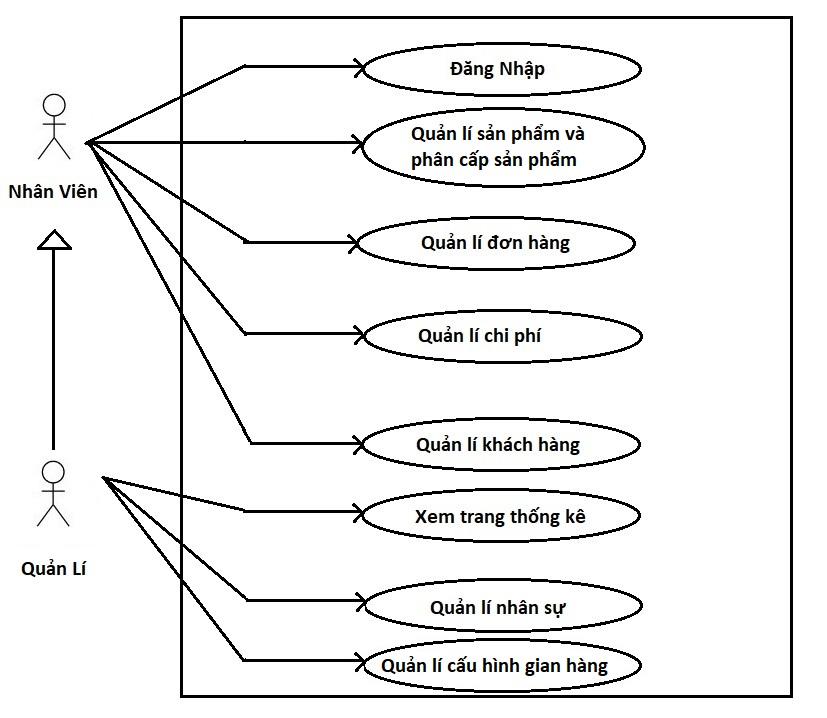 Đăng Nhập
Quản lí sản phẩm và
phân cấp sản phẩm
Nhân Viên
Quản lí đơn hàng
Quản lí chi phí
Quản lí khách hàng
Xem trang thống kê
Quản Lí
Quản lí nhân sự
Quản lí cấu hình gian hàng